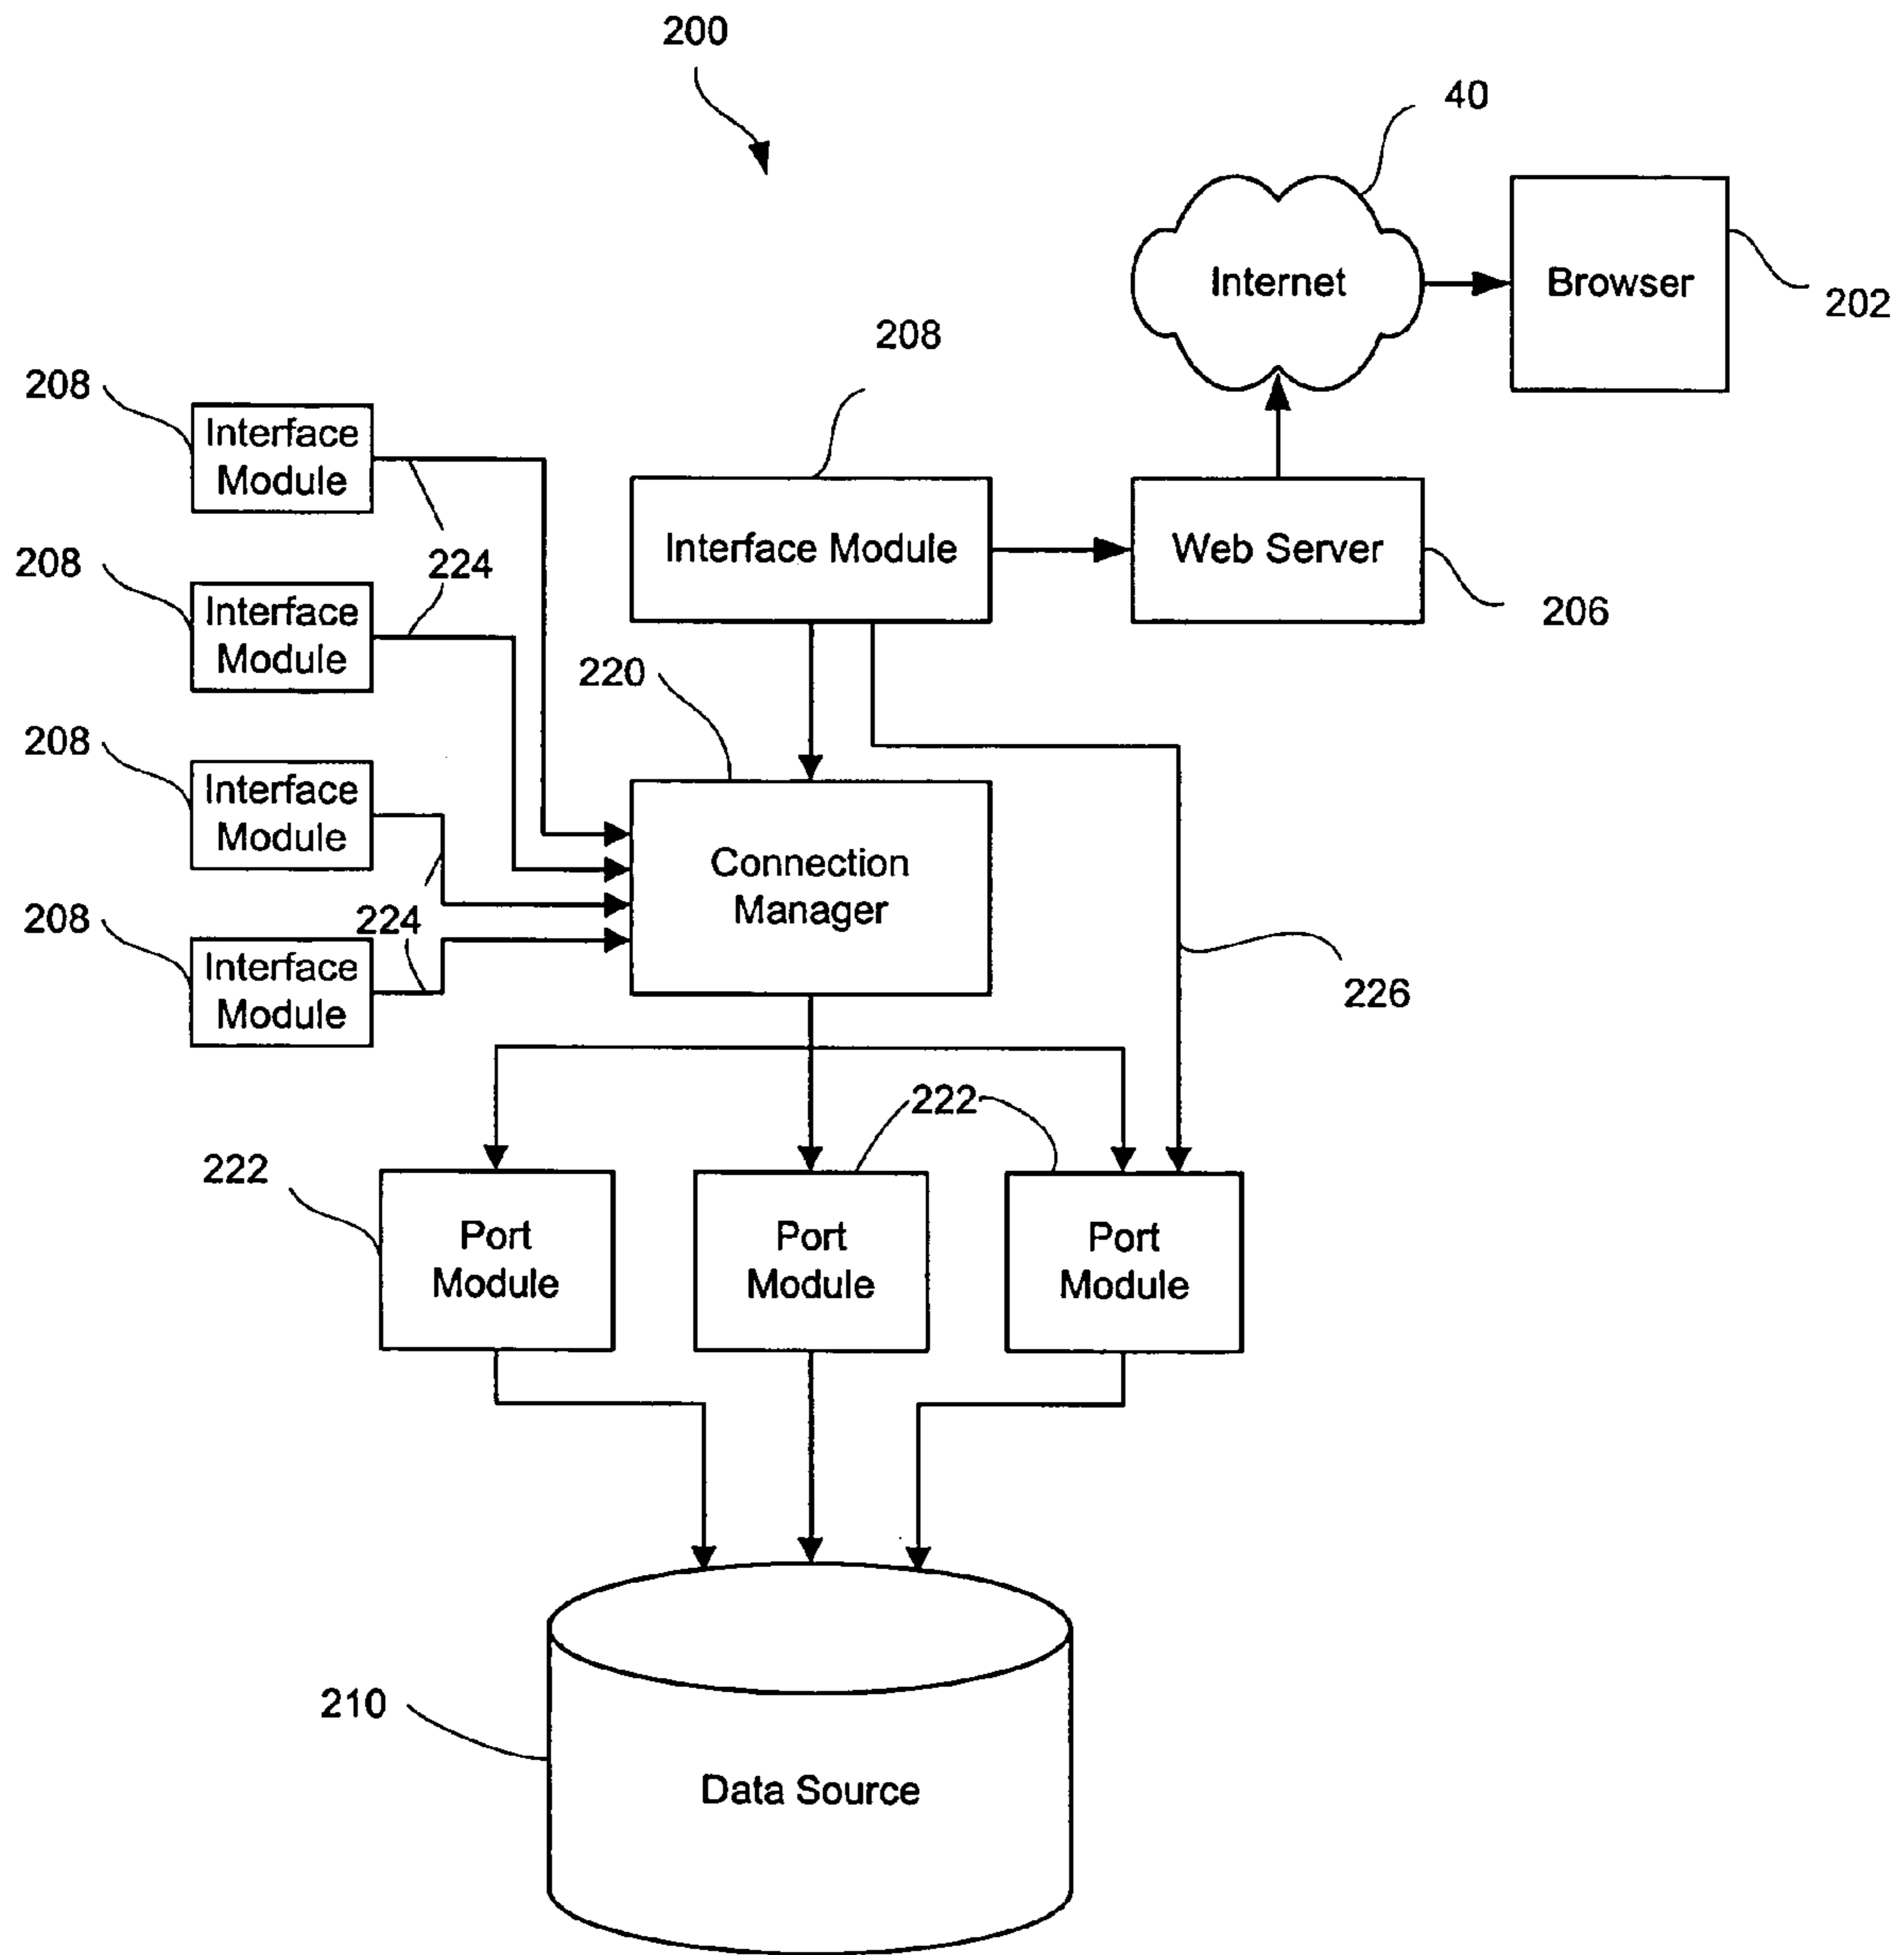 200
40
Internet
Browser
202
208
208
Interface
Module
Interface Module
Web Server
206
224
208
Interface
Module
220
208
Interface
Module
Connection
Manager
208
224
Interface
Module
226
222
222
Port
Module
Port
Module
Port
Module
210
Data Source